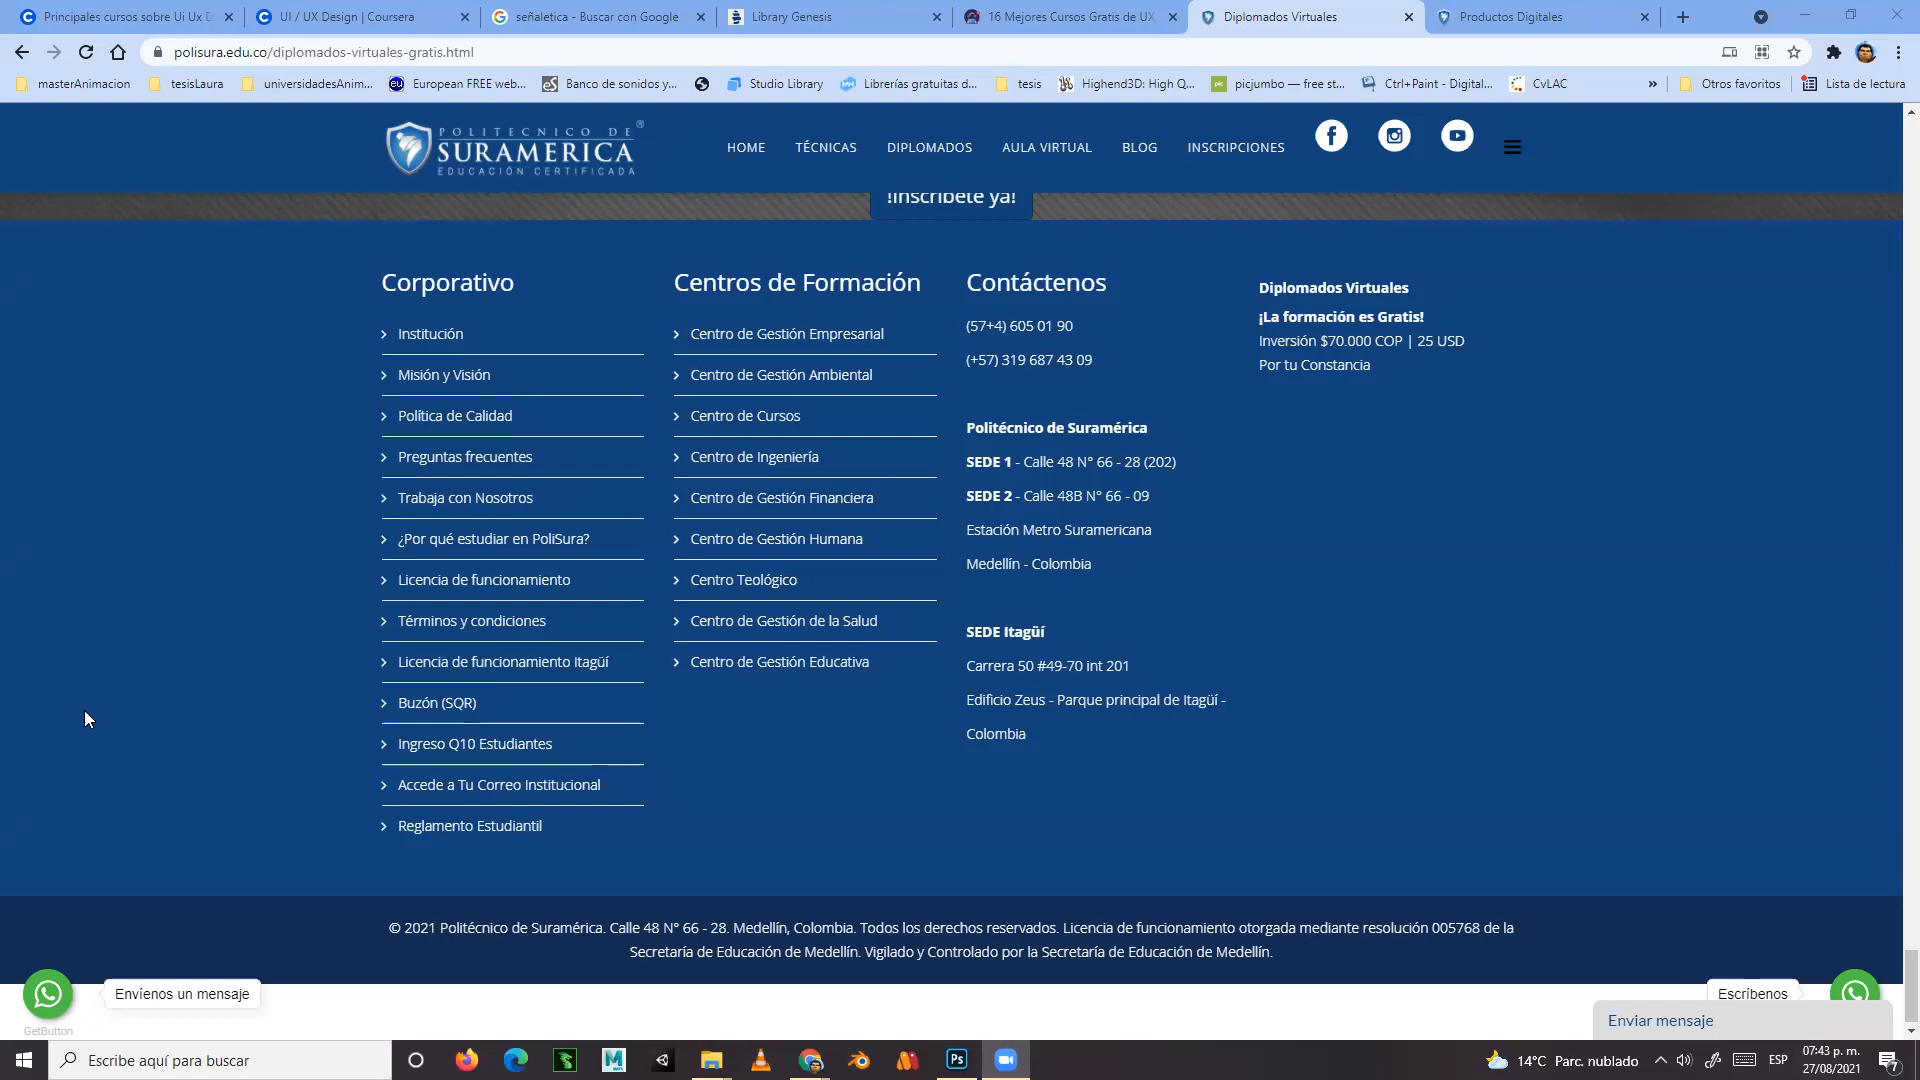 Principales cursos sobre Ui Ux D
UI / UX Design | Coursera
señaletica - Buscar con Google
Library Genesis
16 Mejores Cursos Gratis de UX,
Diplomados Virtuales
Productos Digitales
polisura.edu.co/diplomados-virtuales-gratis.html
masterAnimacion
tesisLaura
universidadesAnim...
European FREE web...
Banco de sonidos y...
Studio Library
Librerías gratuitas d...
tesis
Highend3D: High Q...
picjumbo — free st...
Ctrl+Paint - Digital...
CvLAC
»
Otros favoritos
Lista de lectura
POLITECNICO DE
SURAMERICA
EDUCACIÓN CERTIFICADA
HOME
TÉCNICAS
DIPLOMADOS
AULA VIRTUAL
BLOG
INSCRIPCIONES
!Inscríbete ya!
Corporativo
Institución
Misión y Visión
Política de Calidad
Preguntas frecuentes
Trabaja con Nosotros
¿Por qué estudiar en PoliSura?
Licencia de funcionamiento
Términos y condiciones
Licencia de funcionamiento Itagüí
Buzón (SQR)
Ingreso Q10 Estudiantes
Accede a Tu Correo Institucional
Reglamento Estudiantil
Centros de Formación
Centro de Gestión Empresarial
Centro de Gestión Ambiental
Centro de Cursos
Centro de Ingeniería
Centro de Gestión Financiera
Centro de Gestión Humana
Centro Teológico
Centro de Gestión de la Salud
Centro de Gestión Educativa
Contáctenos
(57+4) 605 01 90
(+57) 319 687 43 09
Politécnico de Suramérica
SEDE 1 - Calle 48 N° 66 - 28 (202)
SEDE 2 - Calle 48B N° 66 - 09
Estación Metro Suramericana
Medellín - Colombia
SEDE Itagüí
Carrera 50 #49-70 int 201
Edificio Zeus - Parque principal de Itagüí -
Colombia
Diplomados Virtuales
¡La formación es Gratis!
Inversión $70.000 COP | 25 USD
Por tu Constancia
© 2021 Politécnico de Suramérica. Calle 48 N° 66 - 28. Medellín, Colombia. Todos los derechos reservados. Licencia de funcionamiento otorgada mediante resolución 005768 de la
Secretaría de Educación de Medellín. Vigilado y Controlado por la Secretaría de Educación de Medellín.
Envíenos un mensaje
GetButton
Escríbenos
Enviar mensaje
Escribe aquí para buscar
14°C Parc. nublado
ESP
07:43 p. m.
27/08/2021
7